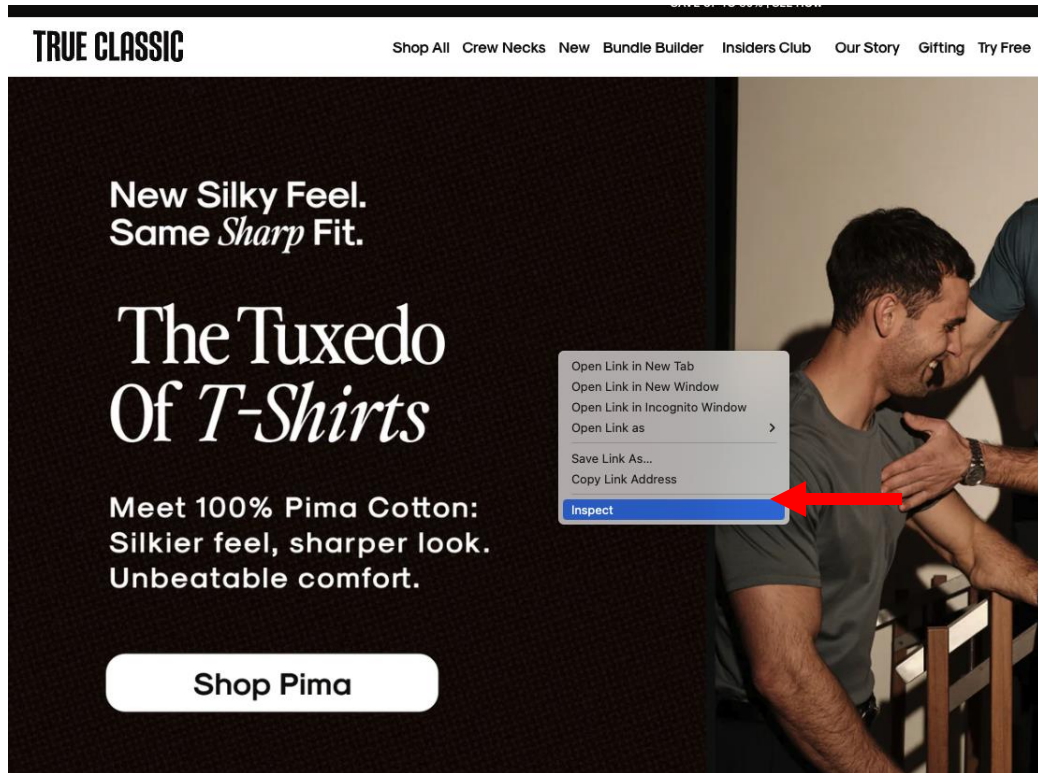 TRUE CLASSIC
Shop All Crew Necks New Bundle Builder Insiders Club Our Story Gifting Try Free
New Silky Feel.
Same Sharp Fit.
The Tuxedo
Of T-Shirts
Meet 100% Pima Cotton:
Silkier feel, sharper look.
Unbeatable comfort.
Shop Pima
Open Link in New Tab
Open Link in New Window
Open Link in Incognito Window
Open Link as
Save Link As...
Copy Link Address
Inspect